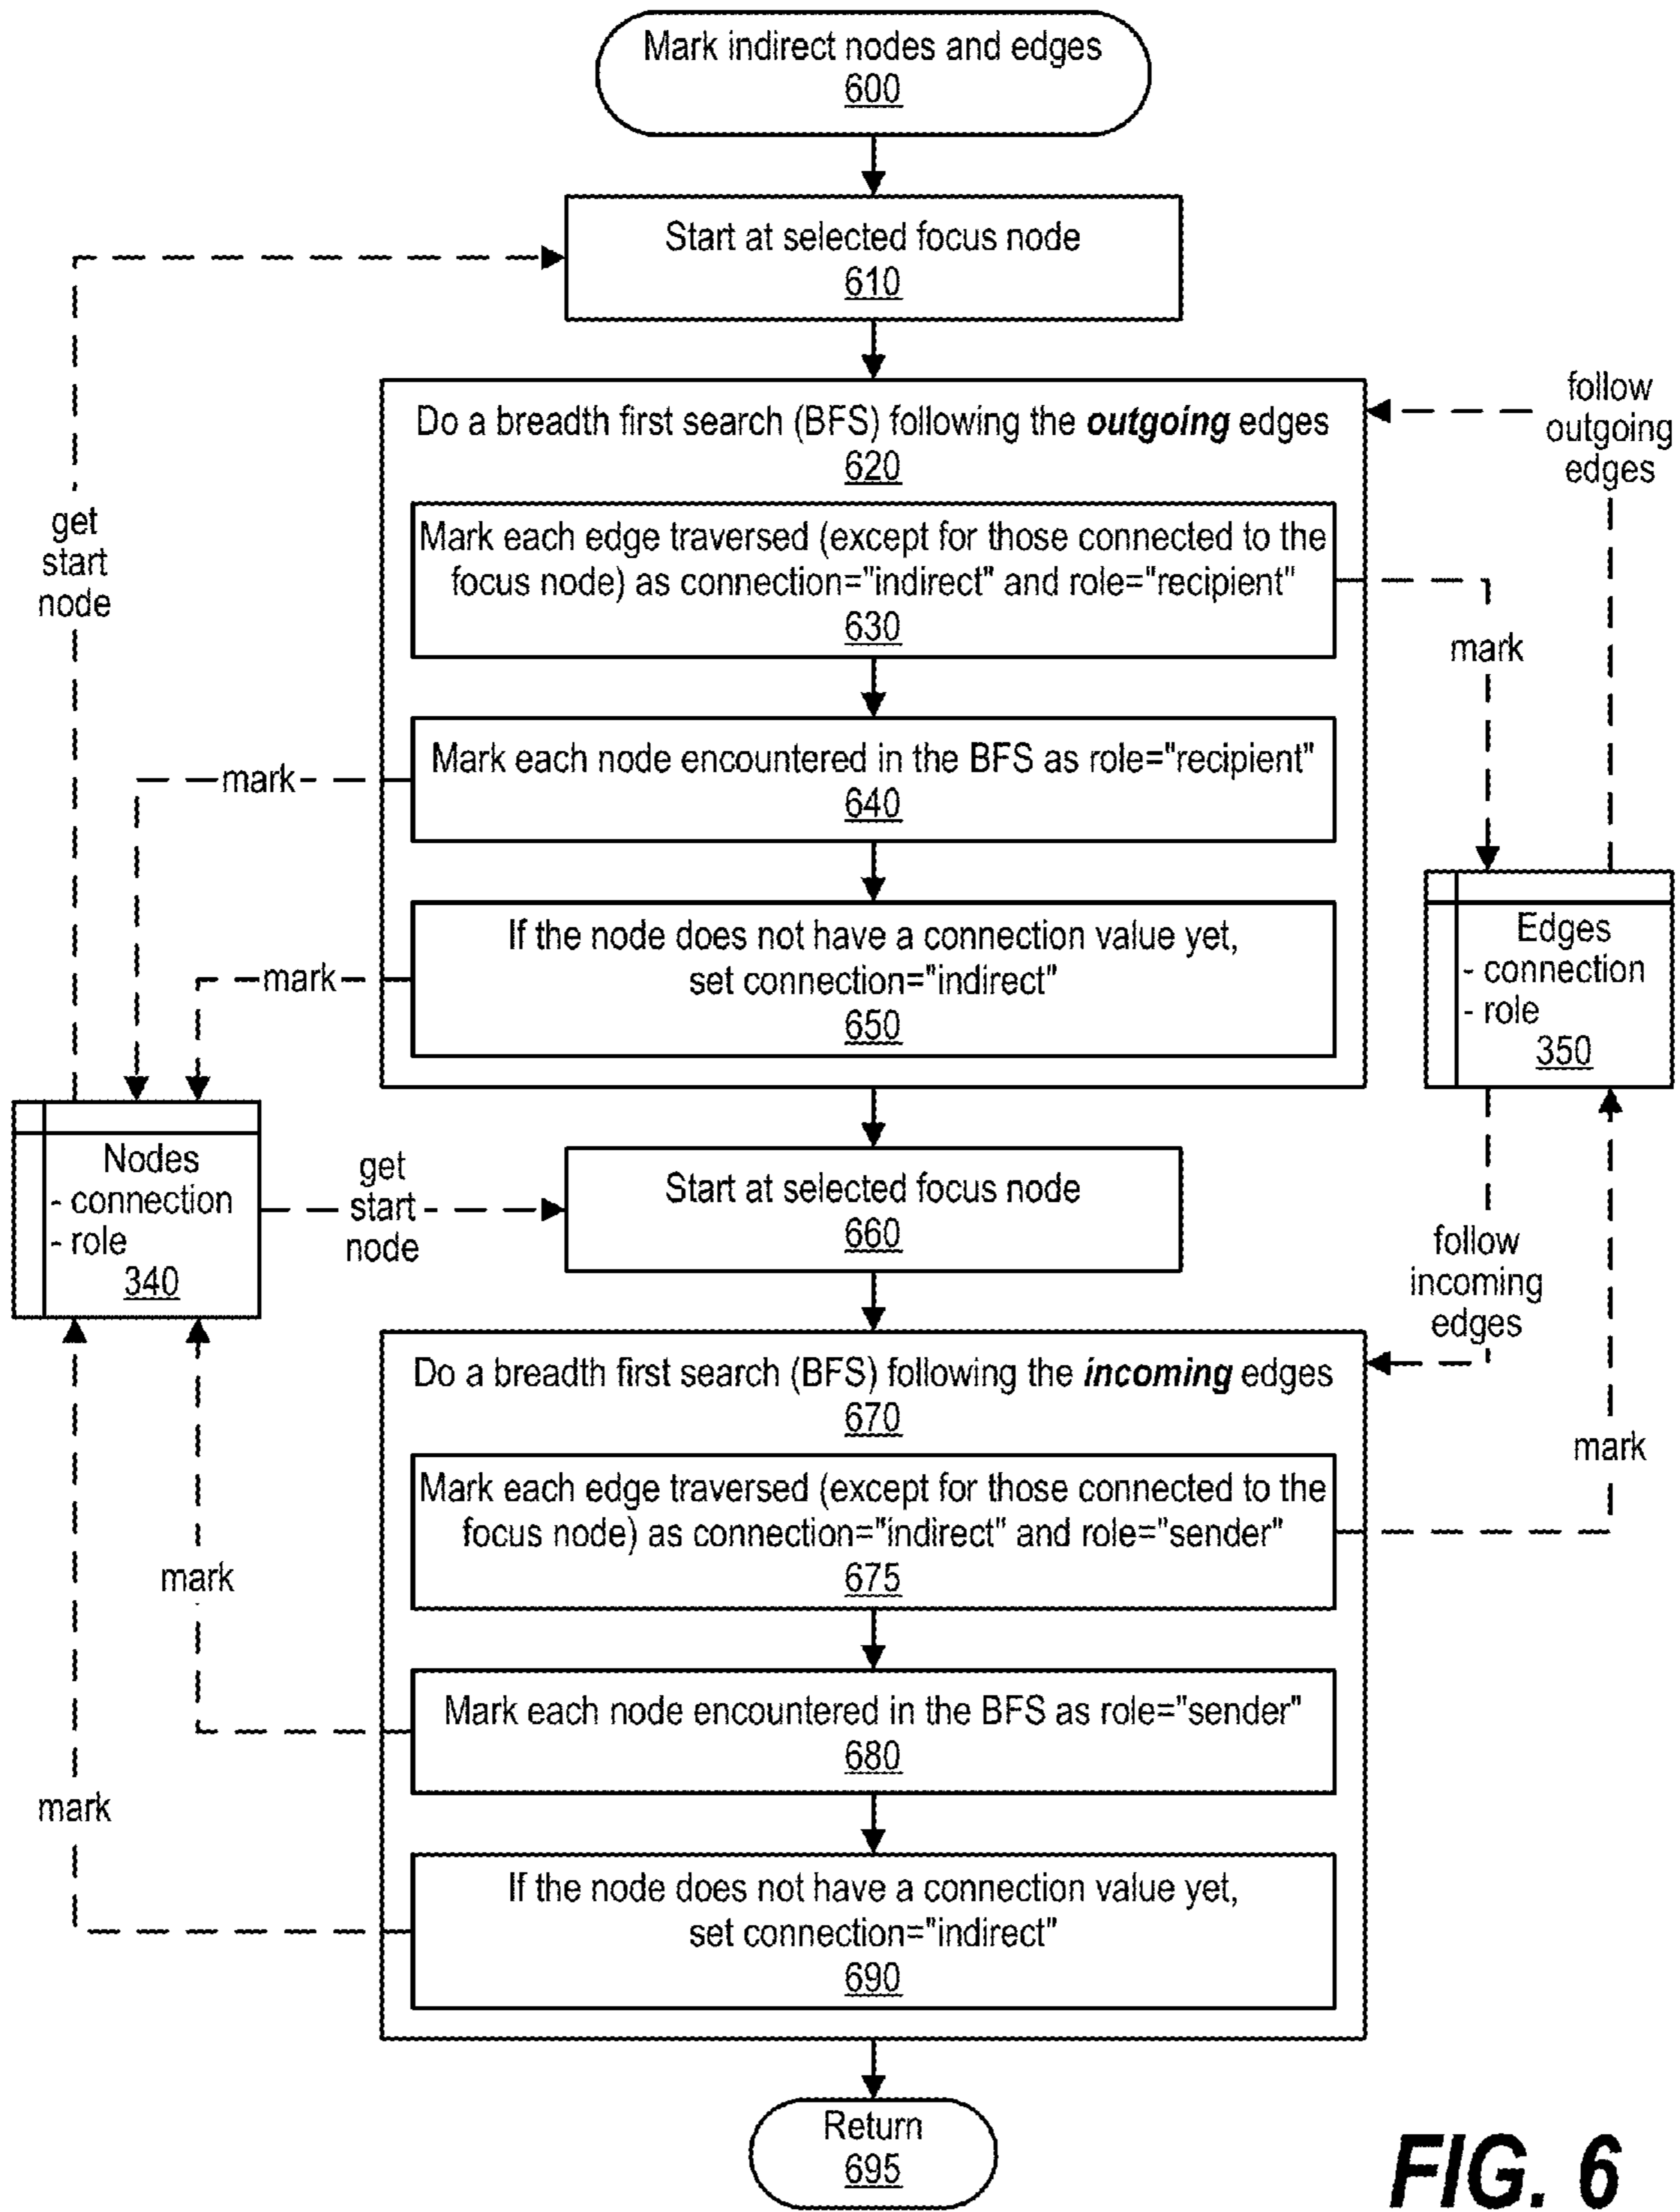 Mark indirect nodes and edges
600
Start at selected focus node
610
follow
outgoing
edges
Do a breadth first search (BFS) following the outgoing edges
620
get
start
node
Mark each edge traversed (except for those connected to the
focus node) as connection="indirect" and role="recipient"
630
mark
Mark each node encountered in the BFS as role="recipient"
640
mark
If the node does not have a connection value yet,
set connection="indirect"
650
mark
Edges
- connection
- role
350
Nodes
- connection
- role
340
get
start
node
Start at selected focus node
660
follow
incoming
edges
Do a breadth first search (BFS) following the incoming edges
670
mark
Mark each edge traversed (except for those connected to the
focus node) as connection="indirect" and role="sender"
675
mark
Mark each node encountered in the BFS as role="sender"
680
mark
If the node does not have a connection value yet,
set connection="indirect"
690
Return
695
FIG. 6